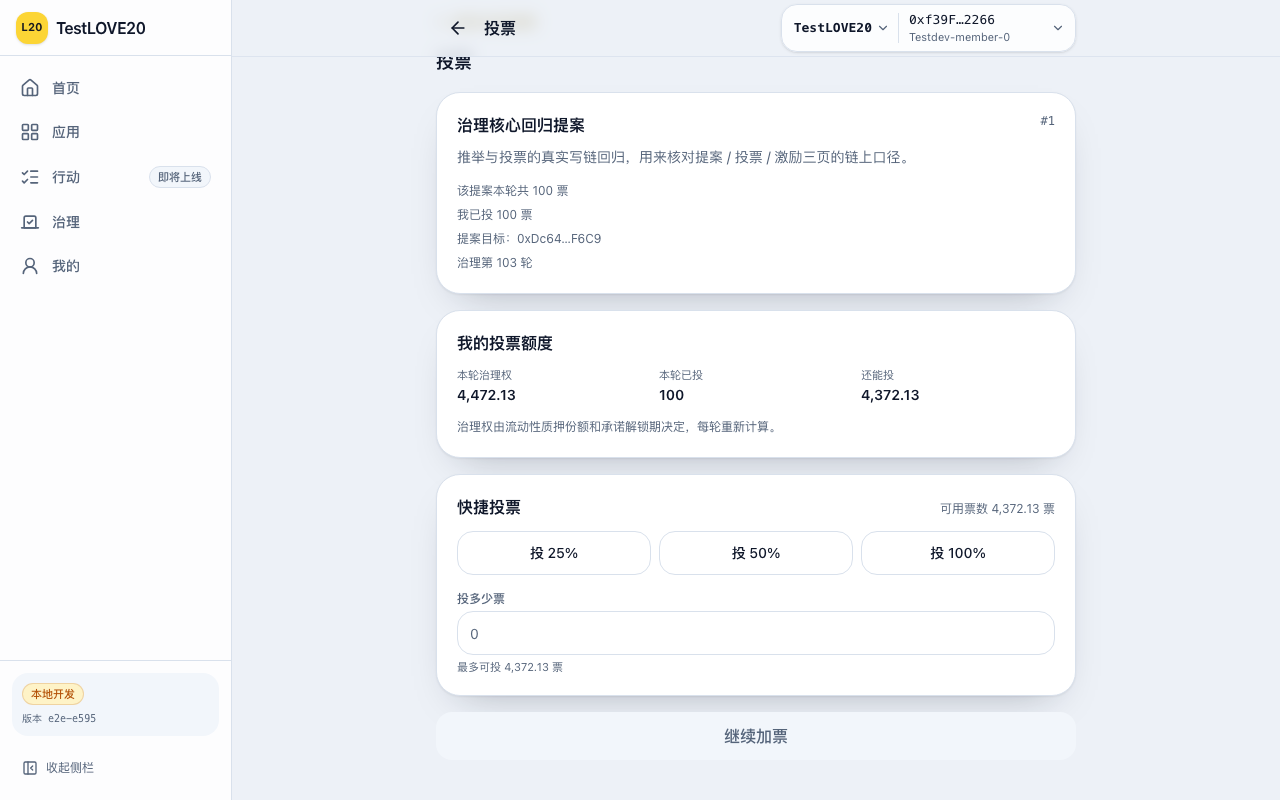 L20 TestLOVE20
首页
应用
行动 即将上线
治理
我的
本地开发
版本 e2e-e595
收起侧栏
投票
TestLOVE20
0xf39F…2266
Testdev-member-0
投票
治理核心回归提案 #1
推举与投票的真实写链回归，用来核对提案 / 投票 / 激励三页的链上口径。
该提案本轮共 100 票
我已投 100 票
提案目标：0xDc64...F6C9
治理第 103 轮
我的投票额度
本轮治理权 本轮已投 还能投
4,472.13 100 4,372.13
治理权由流动性质押份额和承诺解锁期决定，每轮重新计算。
快捷投票 可用票数 4,372.13 票
投 25% 投 50% 投 100%
投多少票
0
最多可投 4,372.13 票
继续加票